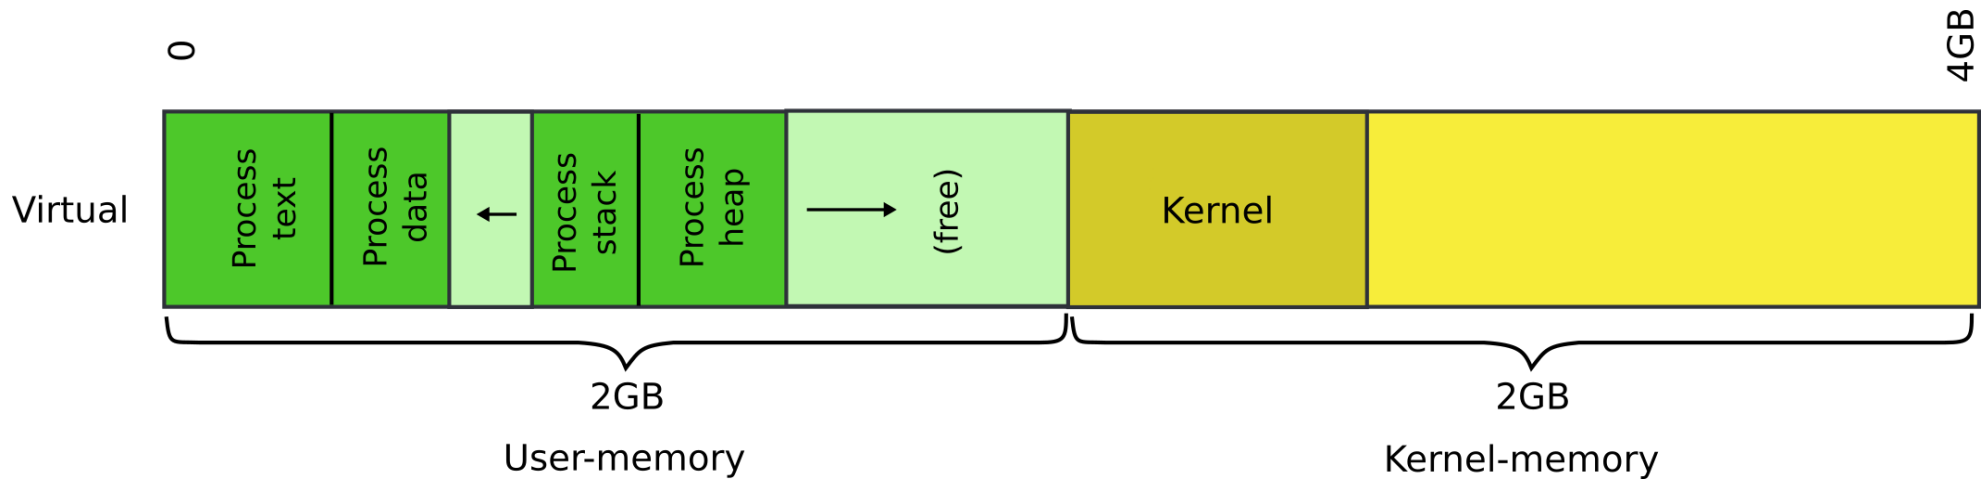 0
4GB
Virtual
Process
text
Process
data
Process
stack
Process
heap
(free)
Kernel
2GB
2GB
User-memory
Kernel-memory